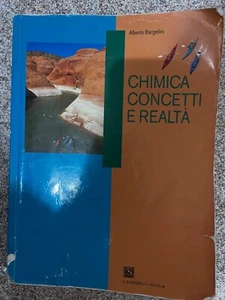 Alberto Bargellini
CHIMICA
CONCETTI
E REALTÀ